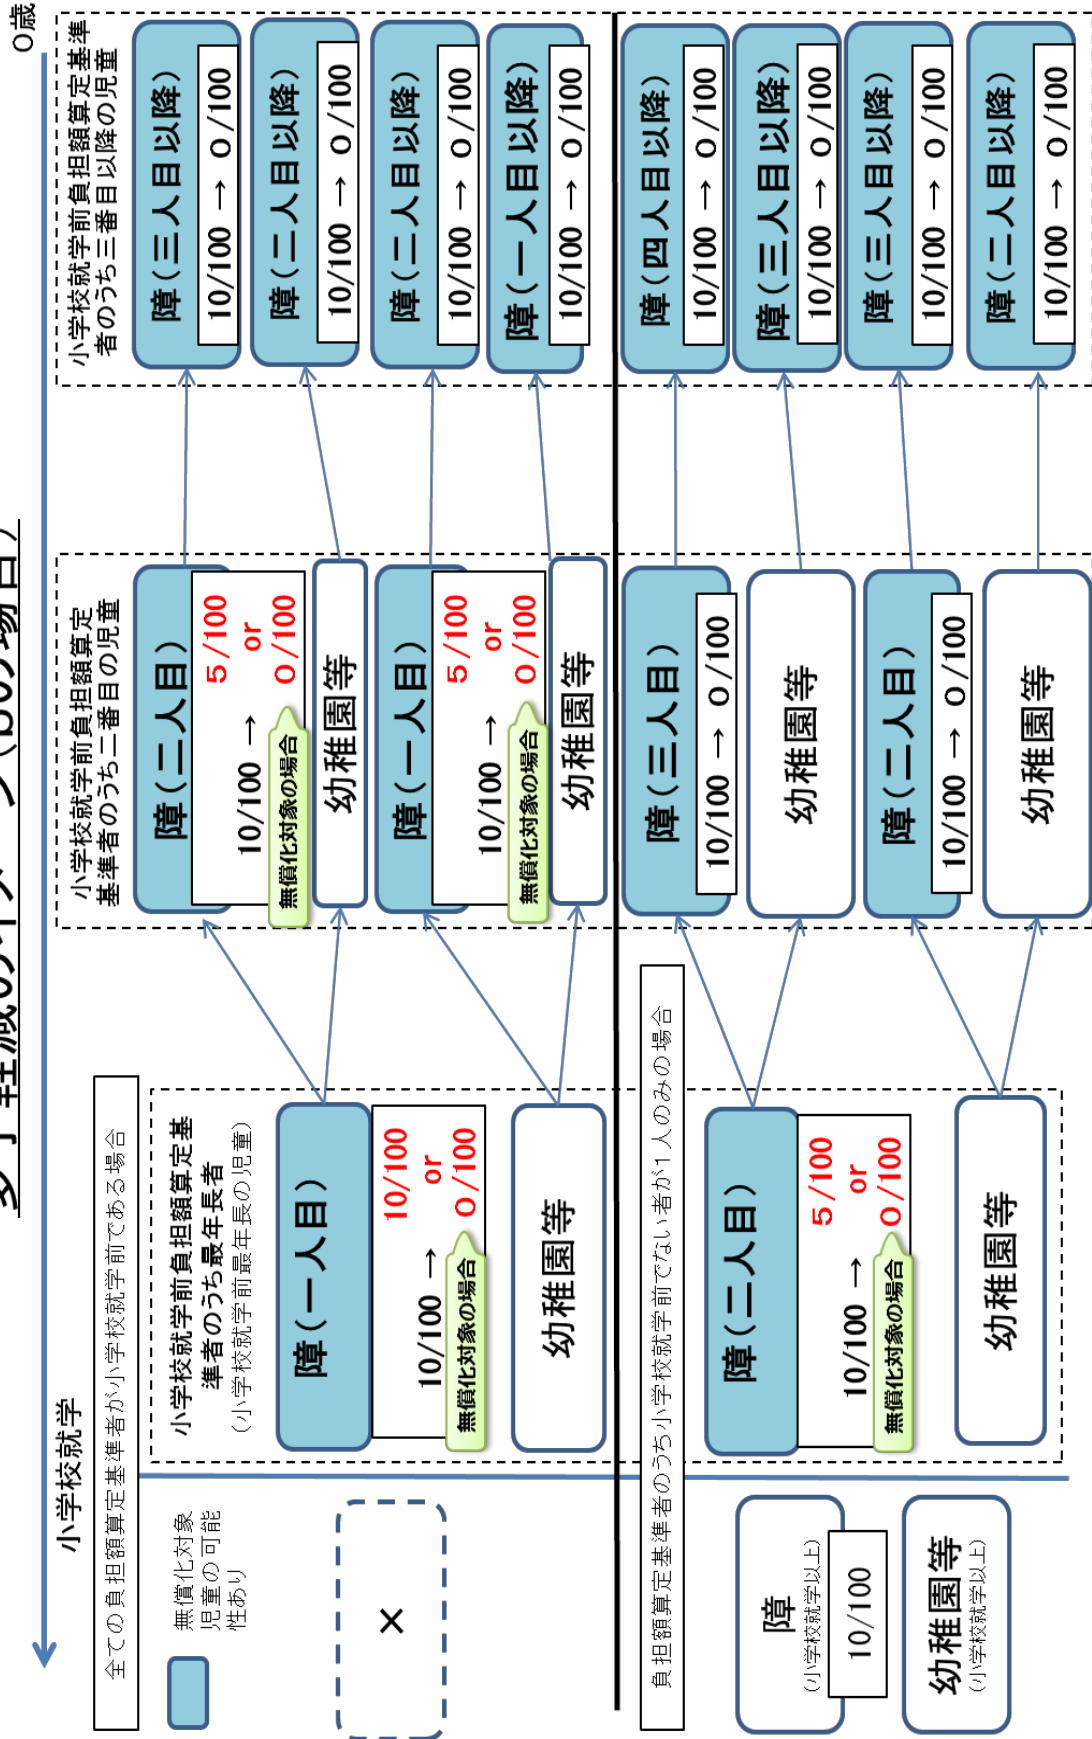 多子軽減のイメージ(bの場合)
小学校就学
0歳
全ての負担額算定基準者が小学校就学前である場合
無償化対象
児童の可能
性あり
×
小学校就学前負担額算定基
準者のうち最年長者
(小学校就学前最年長の児童)
障(一人目)
10/100 →
10/100
or
0/100
無償化対象の場合
幼稚園等
小学校就学前負担額算定
基準者のうち二番目の児童
障(二人目)
10/100 →
5/100
or
0/100
無償化対象の場合
幼稚園等
障(一人目)
10/100 →
5/100
or
0/100
無償化対象の場合
幼稚園等
小学校就学前負担額算定基準
者のうち三番目以降の児童
障(三人目以降)
10/100 → 0/100
障(二人目以降)
10/100 → 0/100
障(二人目以降)
10/100 → 0/100
障(一人目以降)
10/100 → 0/100
負担額算定基準者のうち小学校就学前でない者が1人のみの場合
障
(小学校就学以上)
10/100
幼稚園等
(小学校就学以上)
障(二人目)
10/100 →
5/100
or
0/100
無償化対象の場合
幼稚園等
障(三人目)
10/100 → 0/100
幼稚園等
障(二人目)
10/100 → 0/100
幼稚園等
障(四人目以降)
10/100 → 0/100
障(三人目以降)
10/100 → 0/100
障(三人目以降)
10/100 → 0/100
障(二人目以降)
10/100 → 0/100